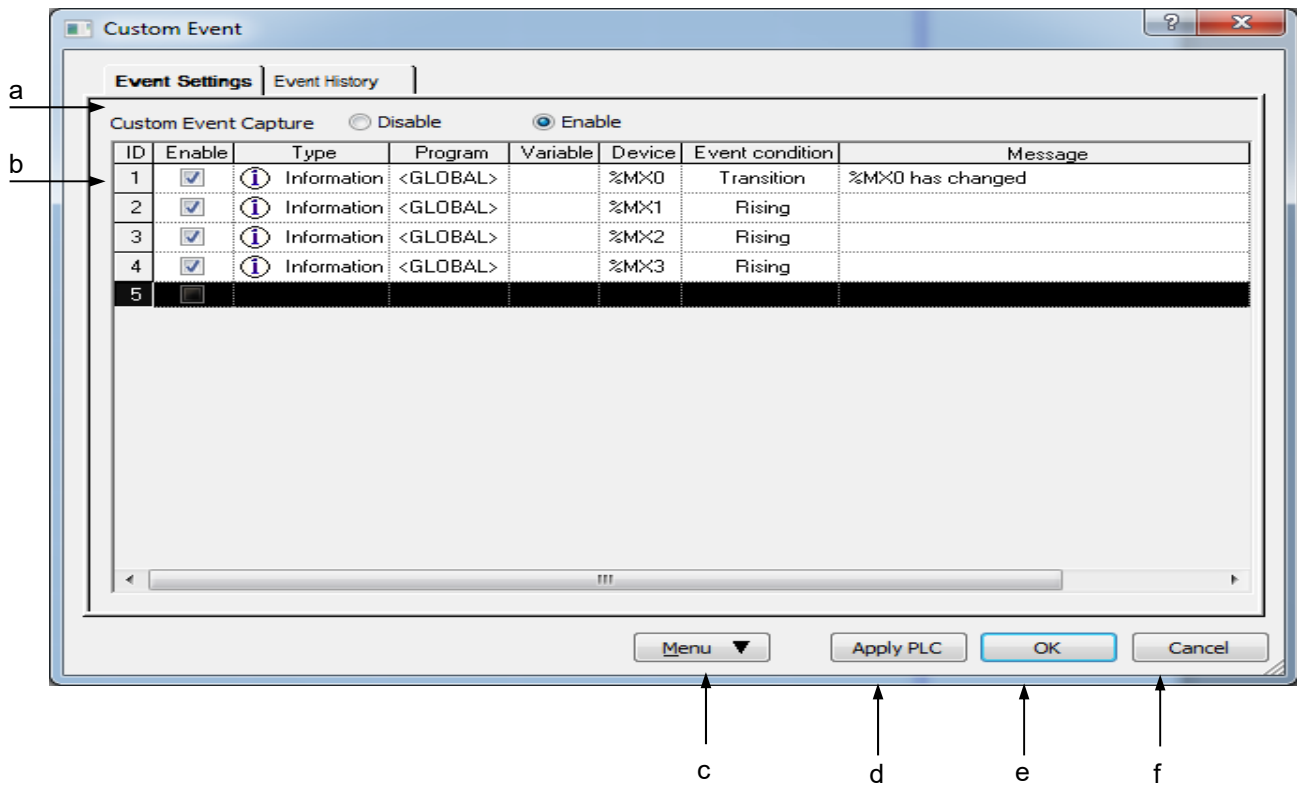 Custom Event
Event Settings Event History
a
Custom Event Capture Disable Enable
ID Enable Type Program Variable Device Event condition Message
b
1 Information <GLOBAL> %MX0 Transition %MX0 has changed
2 Information <GLOBAL> %MX1 Rising
3 Information <GLOBAL> %MX2 Rising
4 Information <GLOBAL> %MX3 Rising
5
Menu ▼ Apply PLC OK Cancel
c d e f